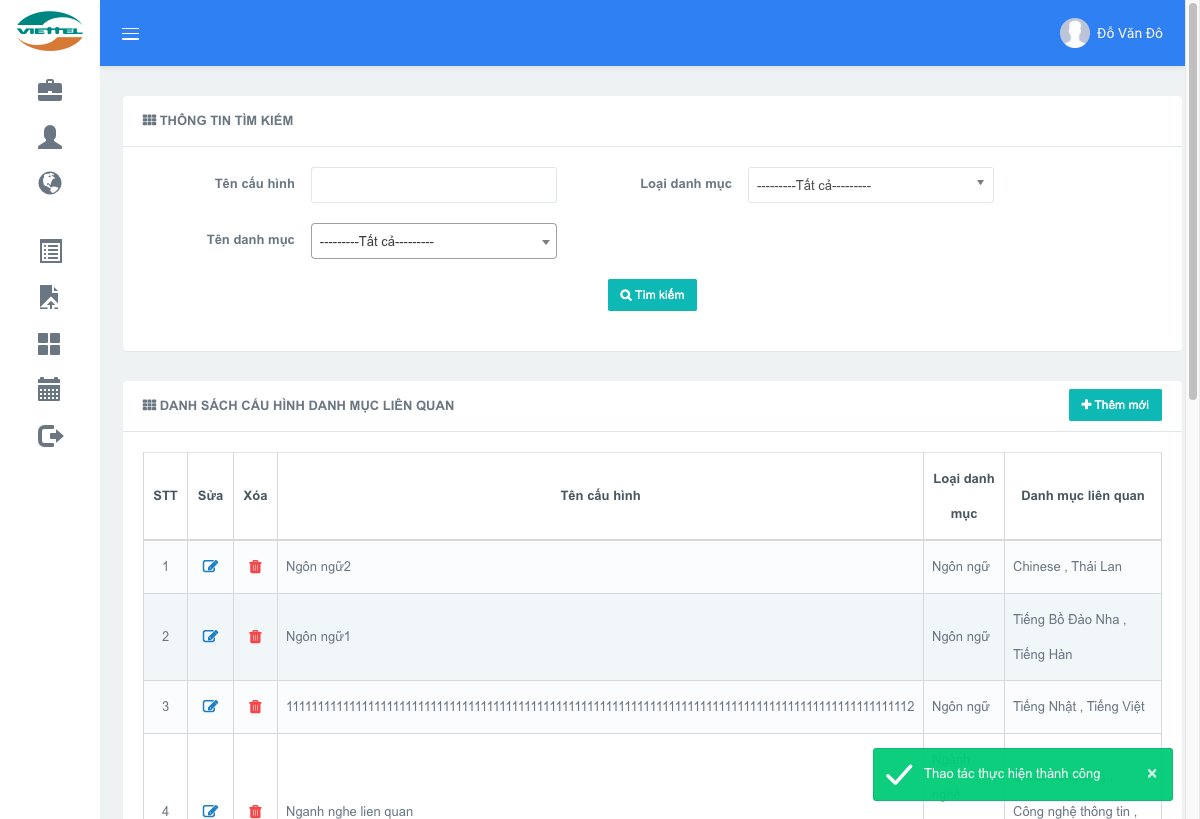 VIETTEL
Đỗ Văn Đô
THÔNG TIN TÌM KIẾM
Tên cấu hình
Loại danh mục
---------Tất cả---------
Tên danh mục
---------Tất cả---------
Tìm kiếm
DANH SÁCH CẤU HÌNH DANH MỤC LIÊN QUAN
Thêm mới
STT Sửa Xóa Tên cấu hình Loại danh mục Danh mục liên quan
1 Ngôn ngữ2 Ngôn ngữ Chinese , Thái Lan
2 Ngôn ngữ1 Ngôn ngữ Tiếng Bồ Đảo Nha ,
Tiếng Hàn
3 Ngôn ngữ Tiếng Nhật , Tiếng Việt
Thao tác thực hiện thành công ×
4 Nganh nghe lien quan Công nghệ thông tin ,